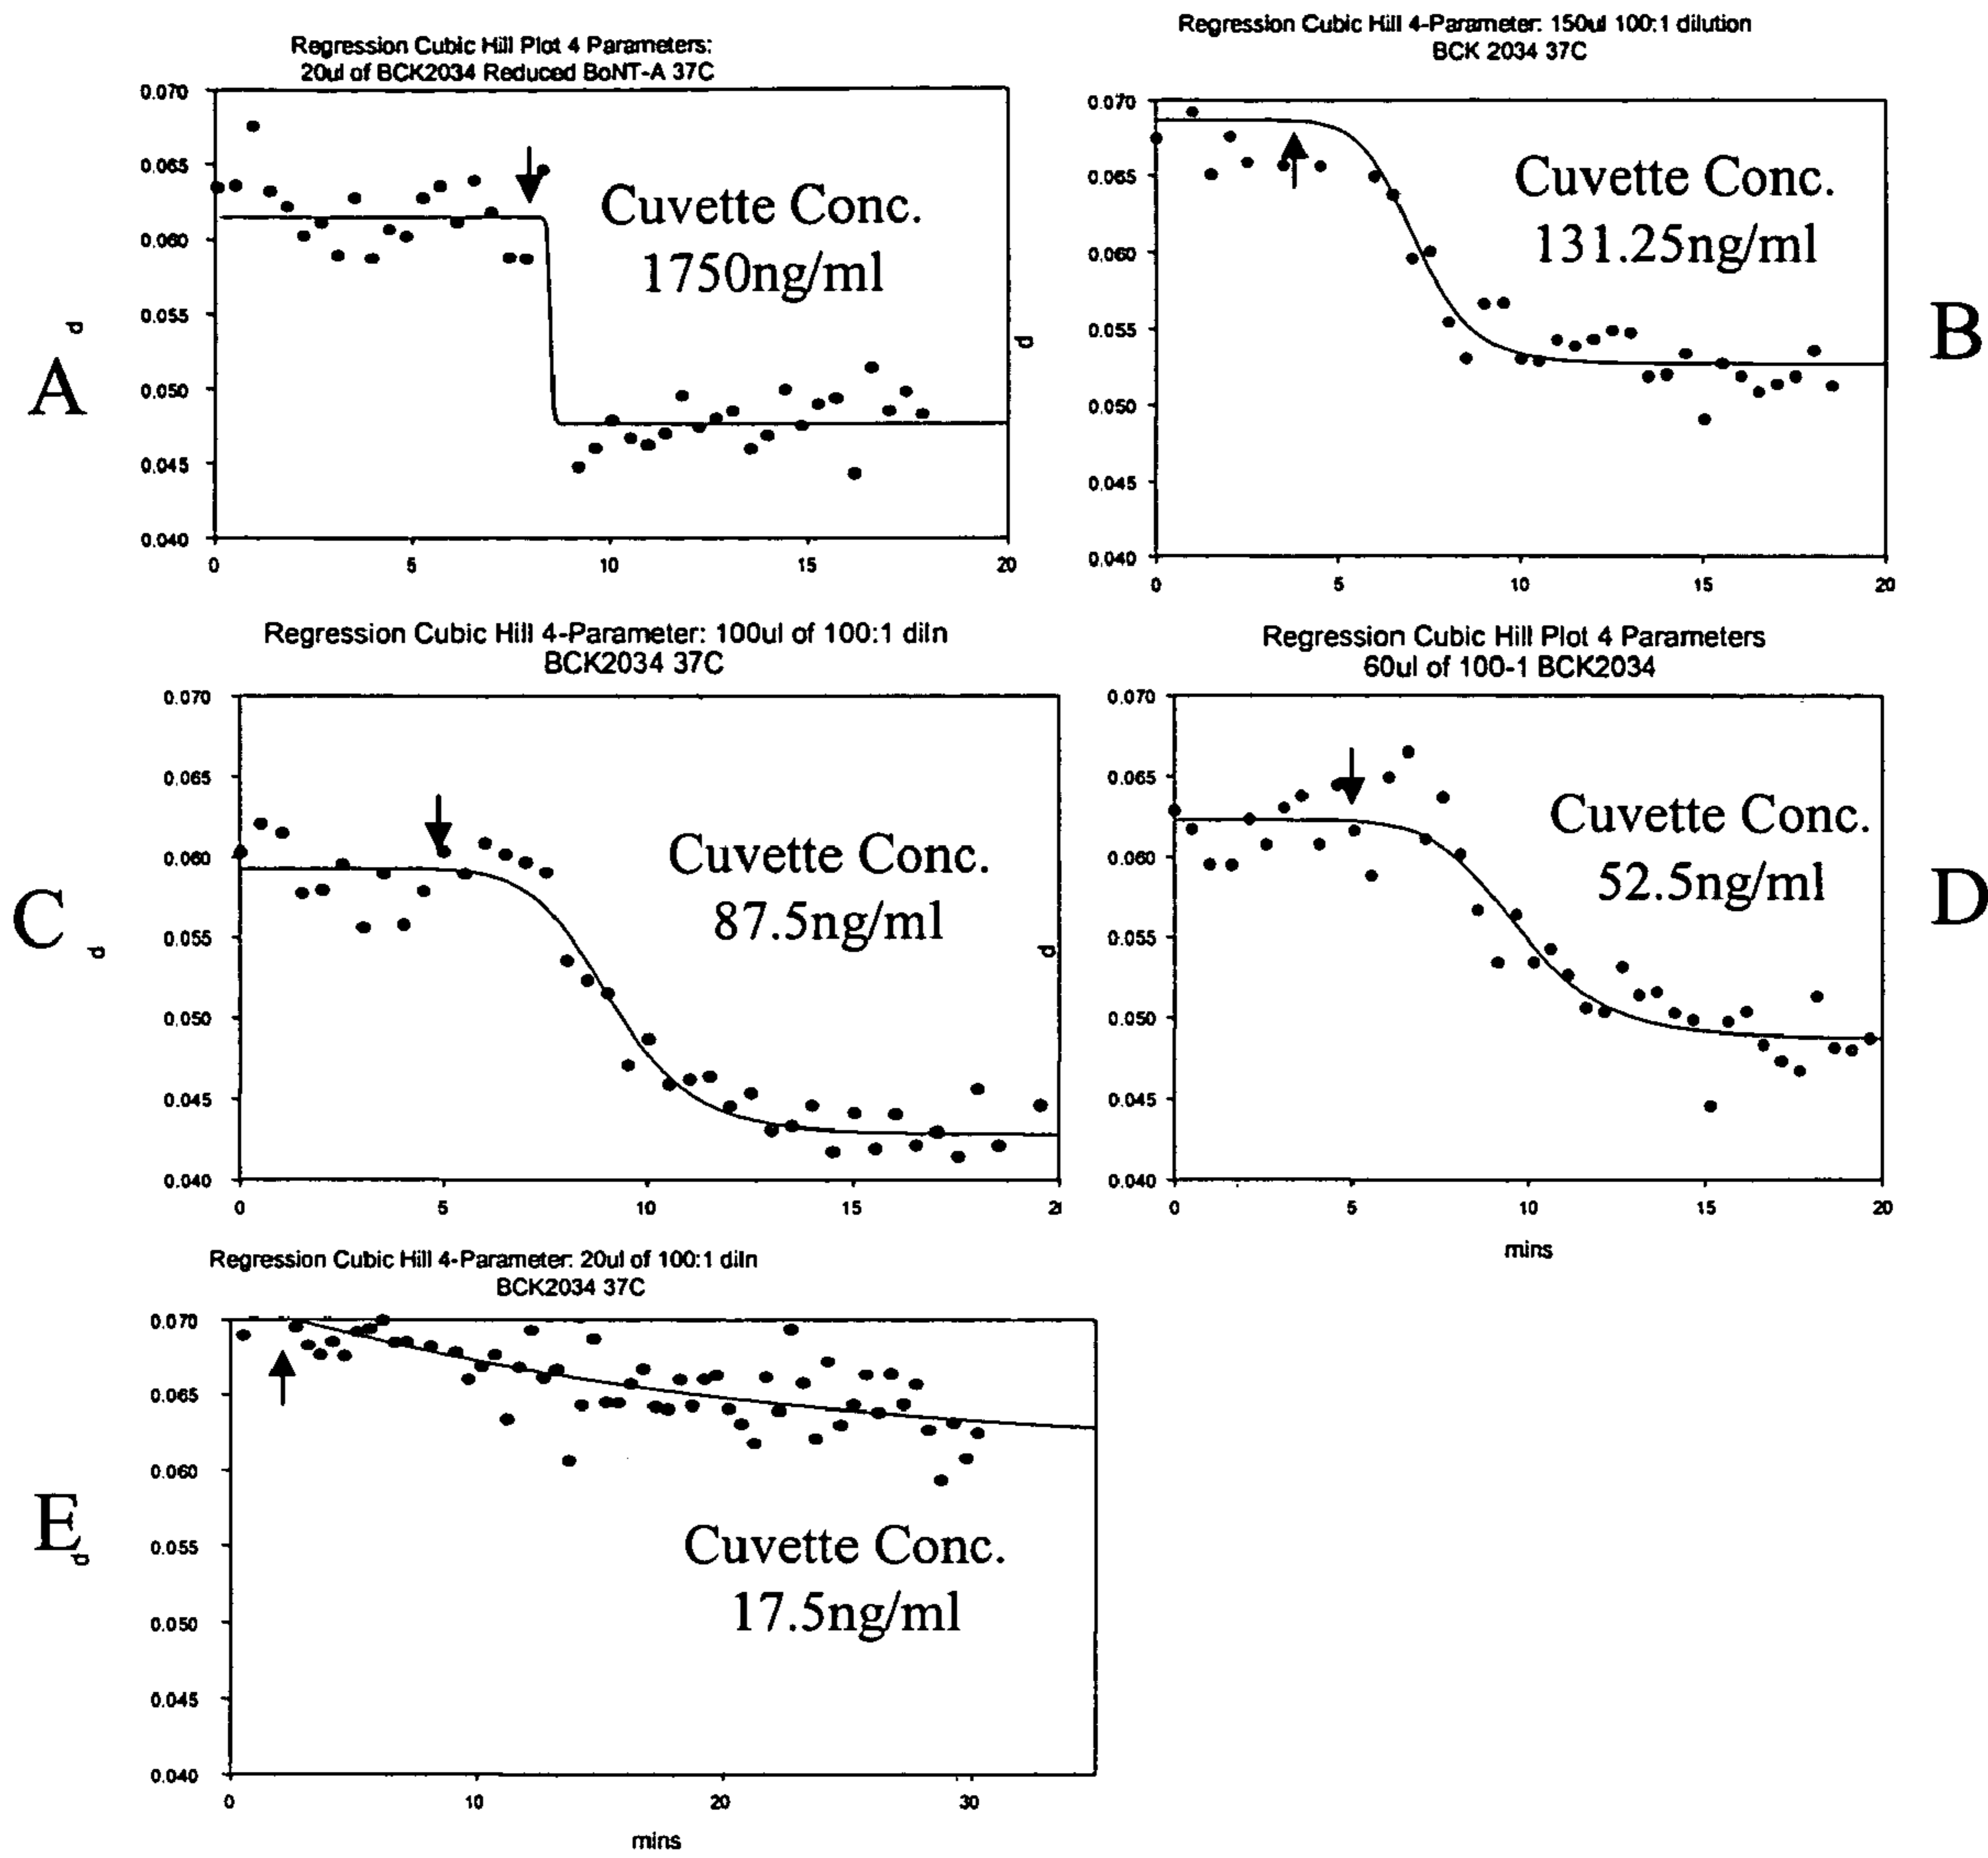 Regression Cubic Hill Plot 4 Parameters:
20ul of BCK2034 Reduced BoNT-A 37C
0.070
0.065
0.060
0.055
0.050
0.045
0.040
0
5
10
15
20
p
A
Cuvette Conc.
1750ng/ml
Regression Cubic Hill 4-Parameter: 150ul 100:1 dilution
BCK 2034 37C
0.070
0.065
0.060
0.055
0.050
0.045
0.040
0
5
10
15
20
p
B
Cuvette Conc.
131.25ng/ml
Regression Cubic Hill 4-Parameter: 100ul of 100:1 diln
BCK2034 37C
0.070
0.065
0.060
0.055
0.050
0.045
0.040
0
5
10
15
2
C
p
Cuvette Conc.
87.5ng/ml
Regression Cubic Hill Plot 4 Parameters
60ul of 100-1 BCK2034
0.070
0.065
0.060
0.055
0.050
0.045
0.040
0
5
10
15
20
mins
p
D
Cuvette Conc.
52.5ng/ml
Regression Cubic Hill 4-Parameter: 20ul of 100:1 diln
BCK2034 37C
0.070
0.065
0.060
0.055
0.050
0.045
0.040
0
10
20
30
mins
E
p
Cuvette Conc.
17.5ng/ml